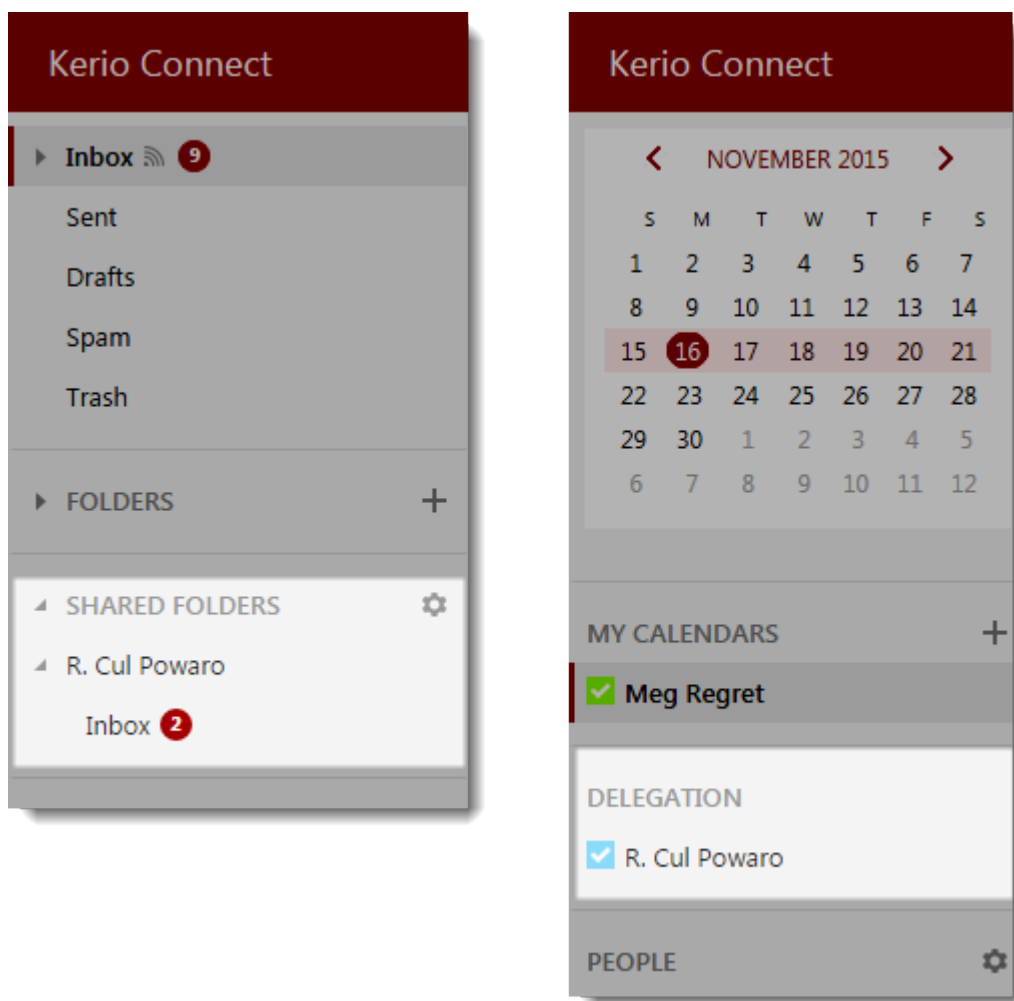 Kerio Connect
Inbox 9
Sent
Drafts
Spam
Trash
FOLDERS +
SHARED FOLDERS
R. Cul Powaro
Inbox 2
Kerio Connect
NOVEMBER 2015
S M T W T F S
1 2 3 4 5 6 7
8 9 10 11 12 13 14
15 16 17 18 19 20 21
22 23 24 25 26 27 28
29 30 1 2 3 4 5
6 7 8 9 10 11 12
MY CALENDARS +
Meg Regret
DELEGATION
R. Cul Powaro
PEOPLE